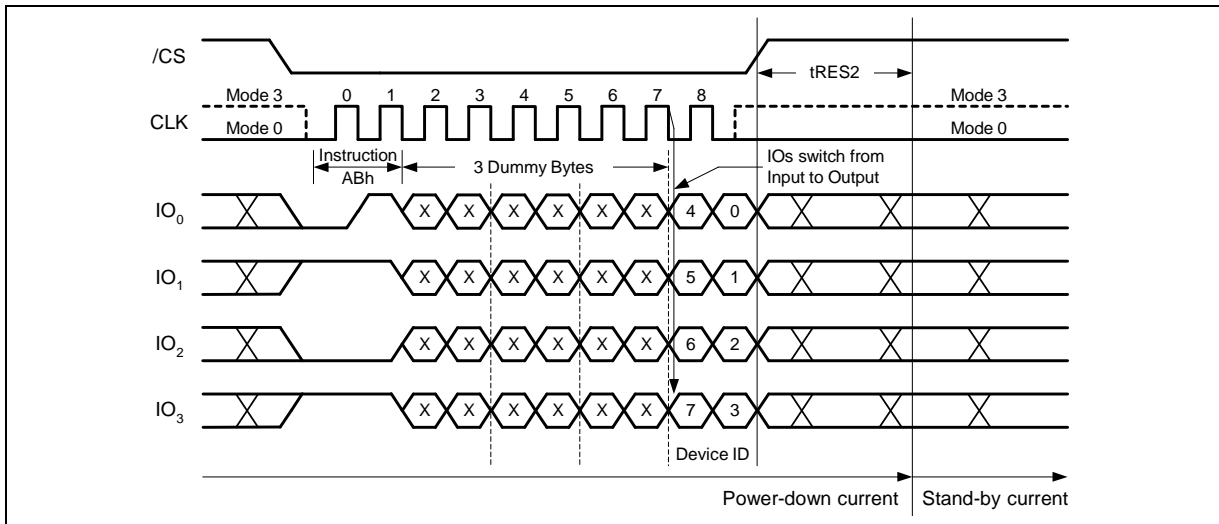 /CS
tRES2
Mode 3 0 1 2 3 4 5 6 7 8 Mode 3
CLK
Mode 0 Mode 0
Instruction
ABh
3 Dummy Bytes
IOs switch from
Input to Output
IO0 X X X X X X 4 0
IO1 X X X X X X 5 1
IO2 X X X X X X 6 2
IO3 X X X X X X 7 3
Device ID
Power-down current Stand-by current